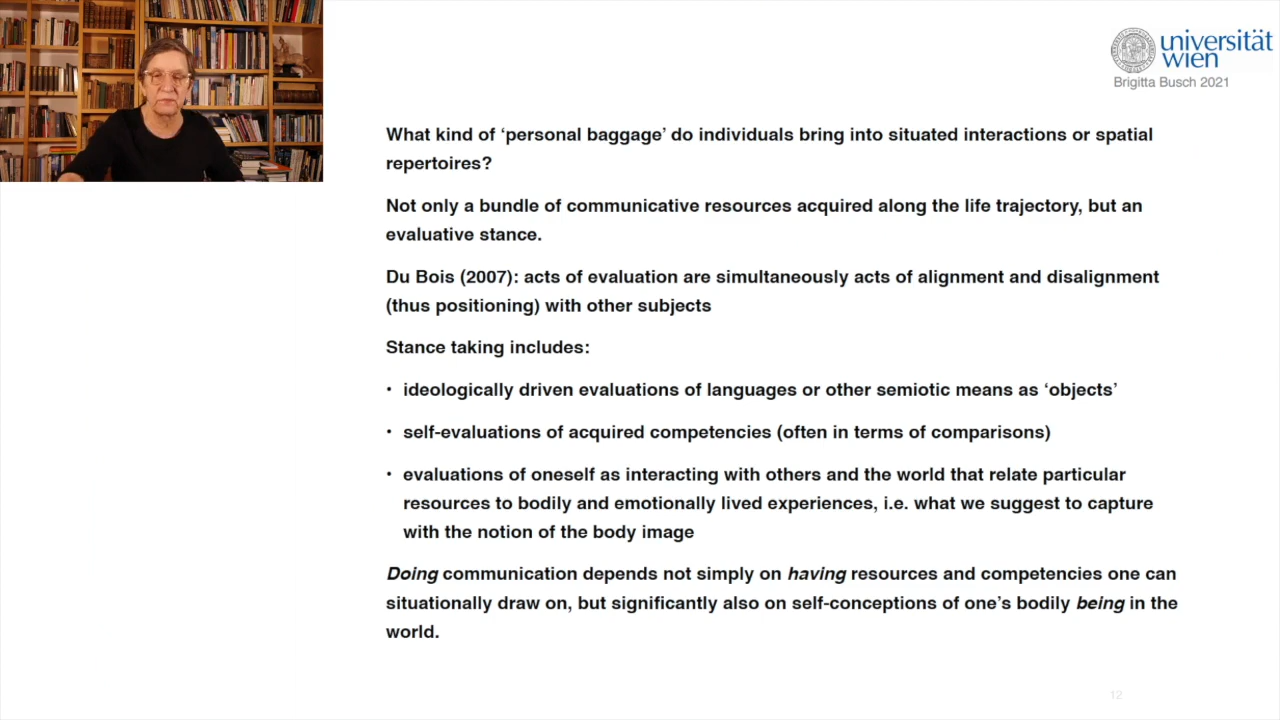 universität
wien
Brigitta Busch 2021
What kind of ‘personal baggage’ do individuals bring into situated interactions or spatial
repertoires?
Not only a bundle of communicative resources acquired along the life trajectory, but an
evaluative stance.
Du Bois (2007): acts of evaluation are simultaneously acts of alignment and disalignment
(thus positioning) with other subjects
Stance taking includes:
• ideologically driven evaluations of languages or other semiotic means as ‘objects’
• self-evaluations of acquired competencies (often in terms of comparisons)
• evaluations of oneself as interacting with others and the world that relate particular
resources to bodily and emotionally lived experiences, i.e. what we suggest to capture
with the notion of the body image
Doing communication depends not simply on having resources and competencies one can
situationally draw on, but significantly also on self-conceptions of one’s bodily being in the
world.
12